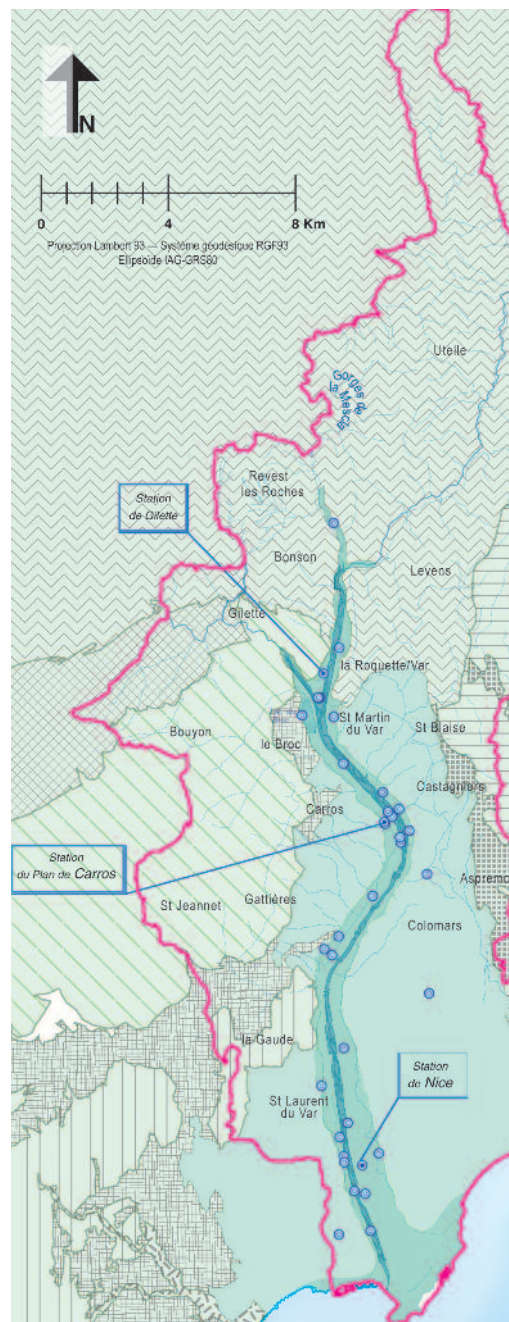 N
0 4 8 Km
Projection Lambert 93 — Système géodésique RGF93
Ellipsoïde IAG-GRS80
Utelle
Gorges de
la Mescla
Revest
les Roches
Station
de Gilette
Bonson
Levens
Gilette
la Roquette/Var
St Martin
du Var
St Blaise
Bouyon
le Broc
Castagniers
Carros
Station
du Plan de Carros
Aspremo
St Jeannet
Gattières
Colomars
la Gaude
Station
de Nice
St Laurent
du Var